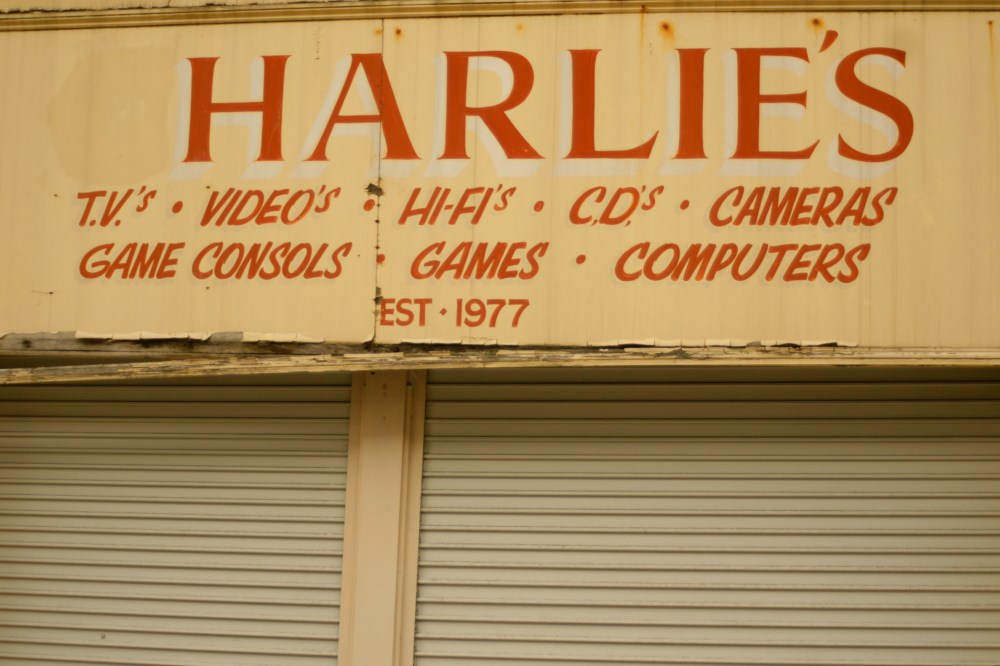 HARLIE'S
T.V.'s • VIDEO'S • HI-FI'S • C.D.'S • CAMERAS
GAME CONSOLS • GAMES • COMPUTERS
EST • 1977